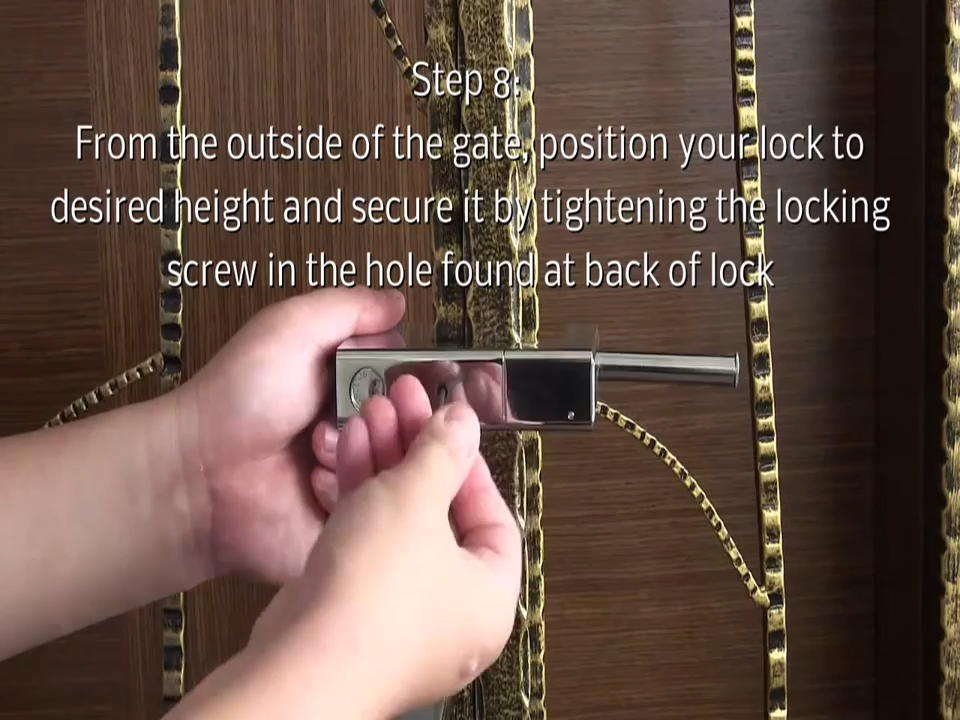 Step 8:
From the outside of the gate, position your lock to
desired height and secure it by tightening the locking
screw in the hole found at back of lock